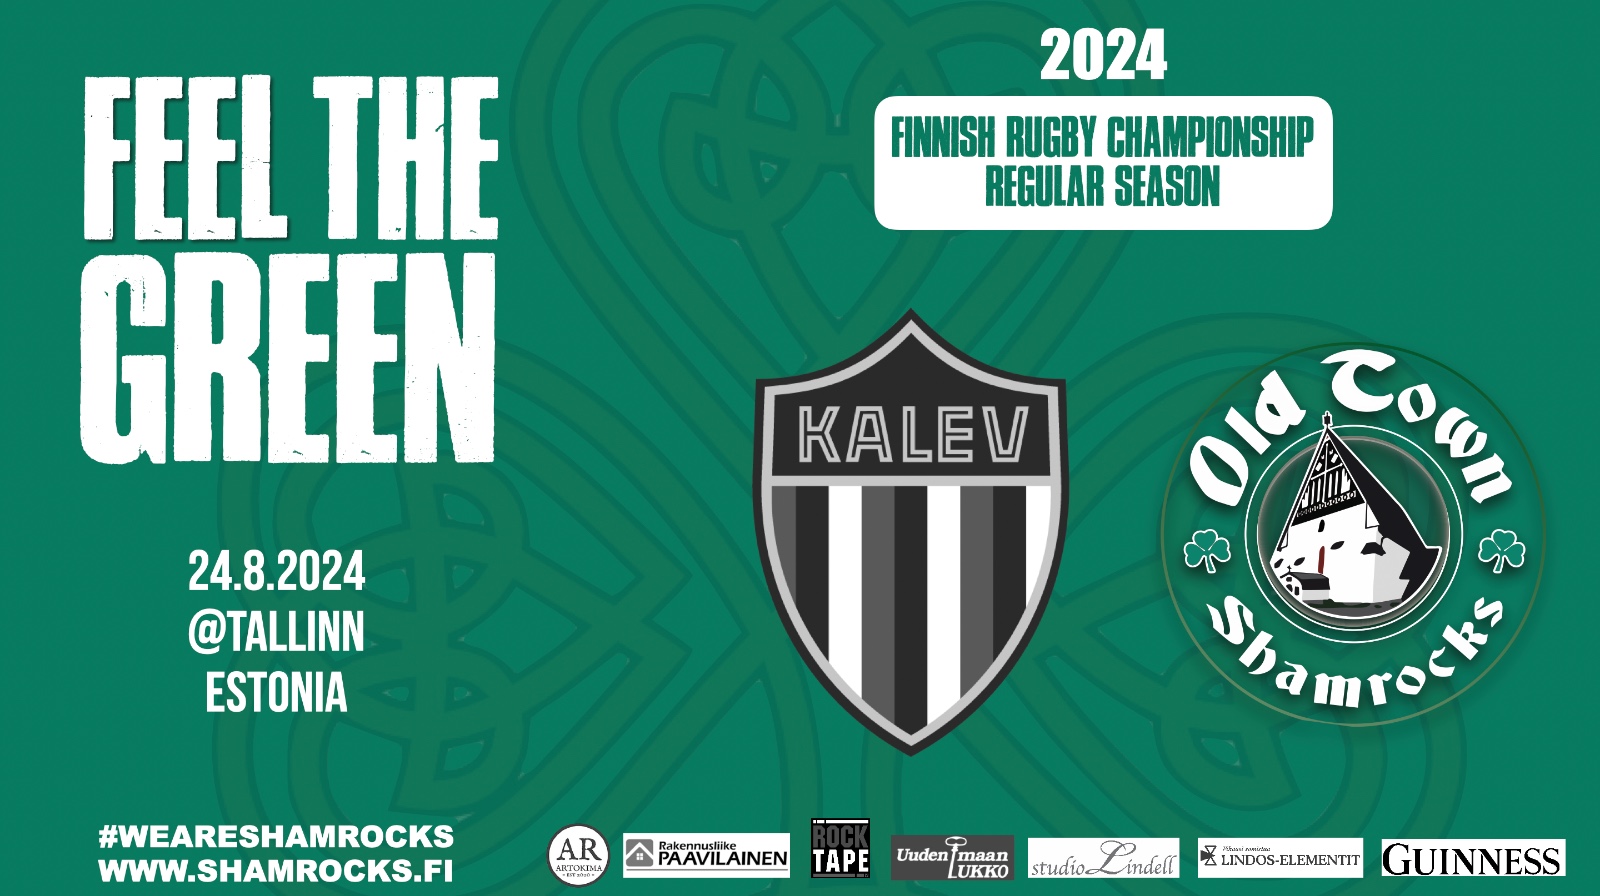 FEEL THE
GREEN
24.8.2024
@TALLINN
ESTONIA
#WEARESHAMROCKS
WWW.SHAMROCKS.FI
2024
FINNISH RUGBY CHAMPIONSHIP
REGULAR SEASON
KALEV
Old Town
Shamrocks
AR
ARTOKIMA
Rakennusliike
PAAVILAINEN
ROCK
TAPE
Uudenmaan
LUKKO
studio Lindell
LINDOS-ELEMENTIT
GUINNESS